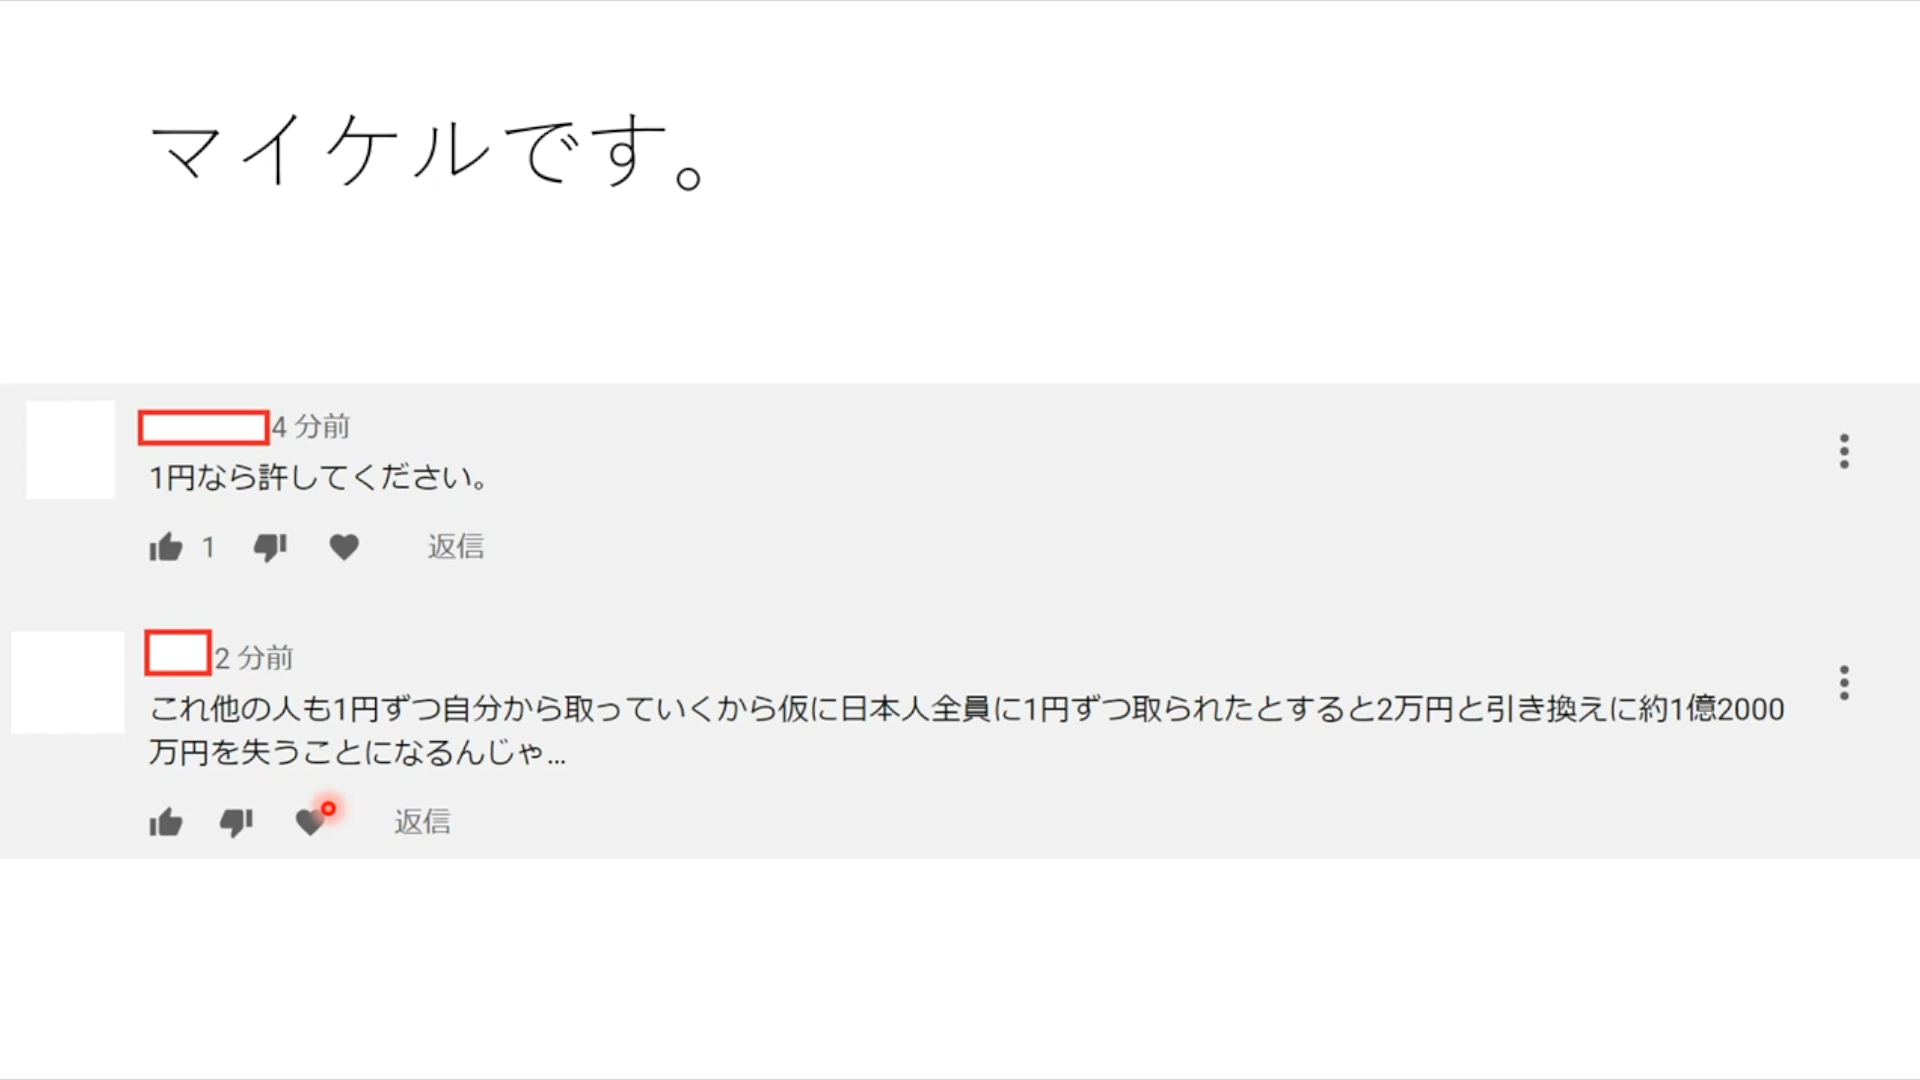 マイケルです。
4 分前
1円なら許してください。
1 返信
2 分前
これ他の人も1円ずつ自分から取っていくから仮に日本人全員に1円ずつ取られたとすると2万円と引き換えに約1億2000
万円を失うことになるんじゃ...
返信